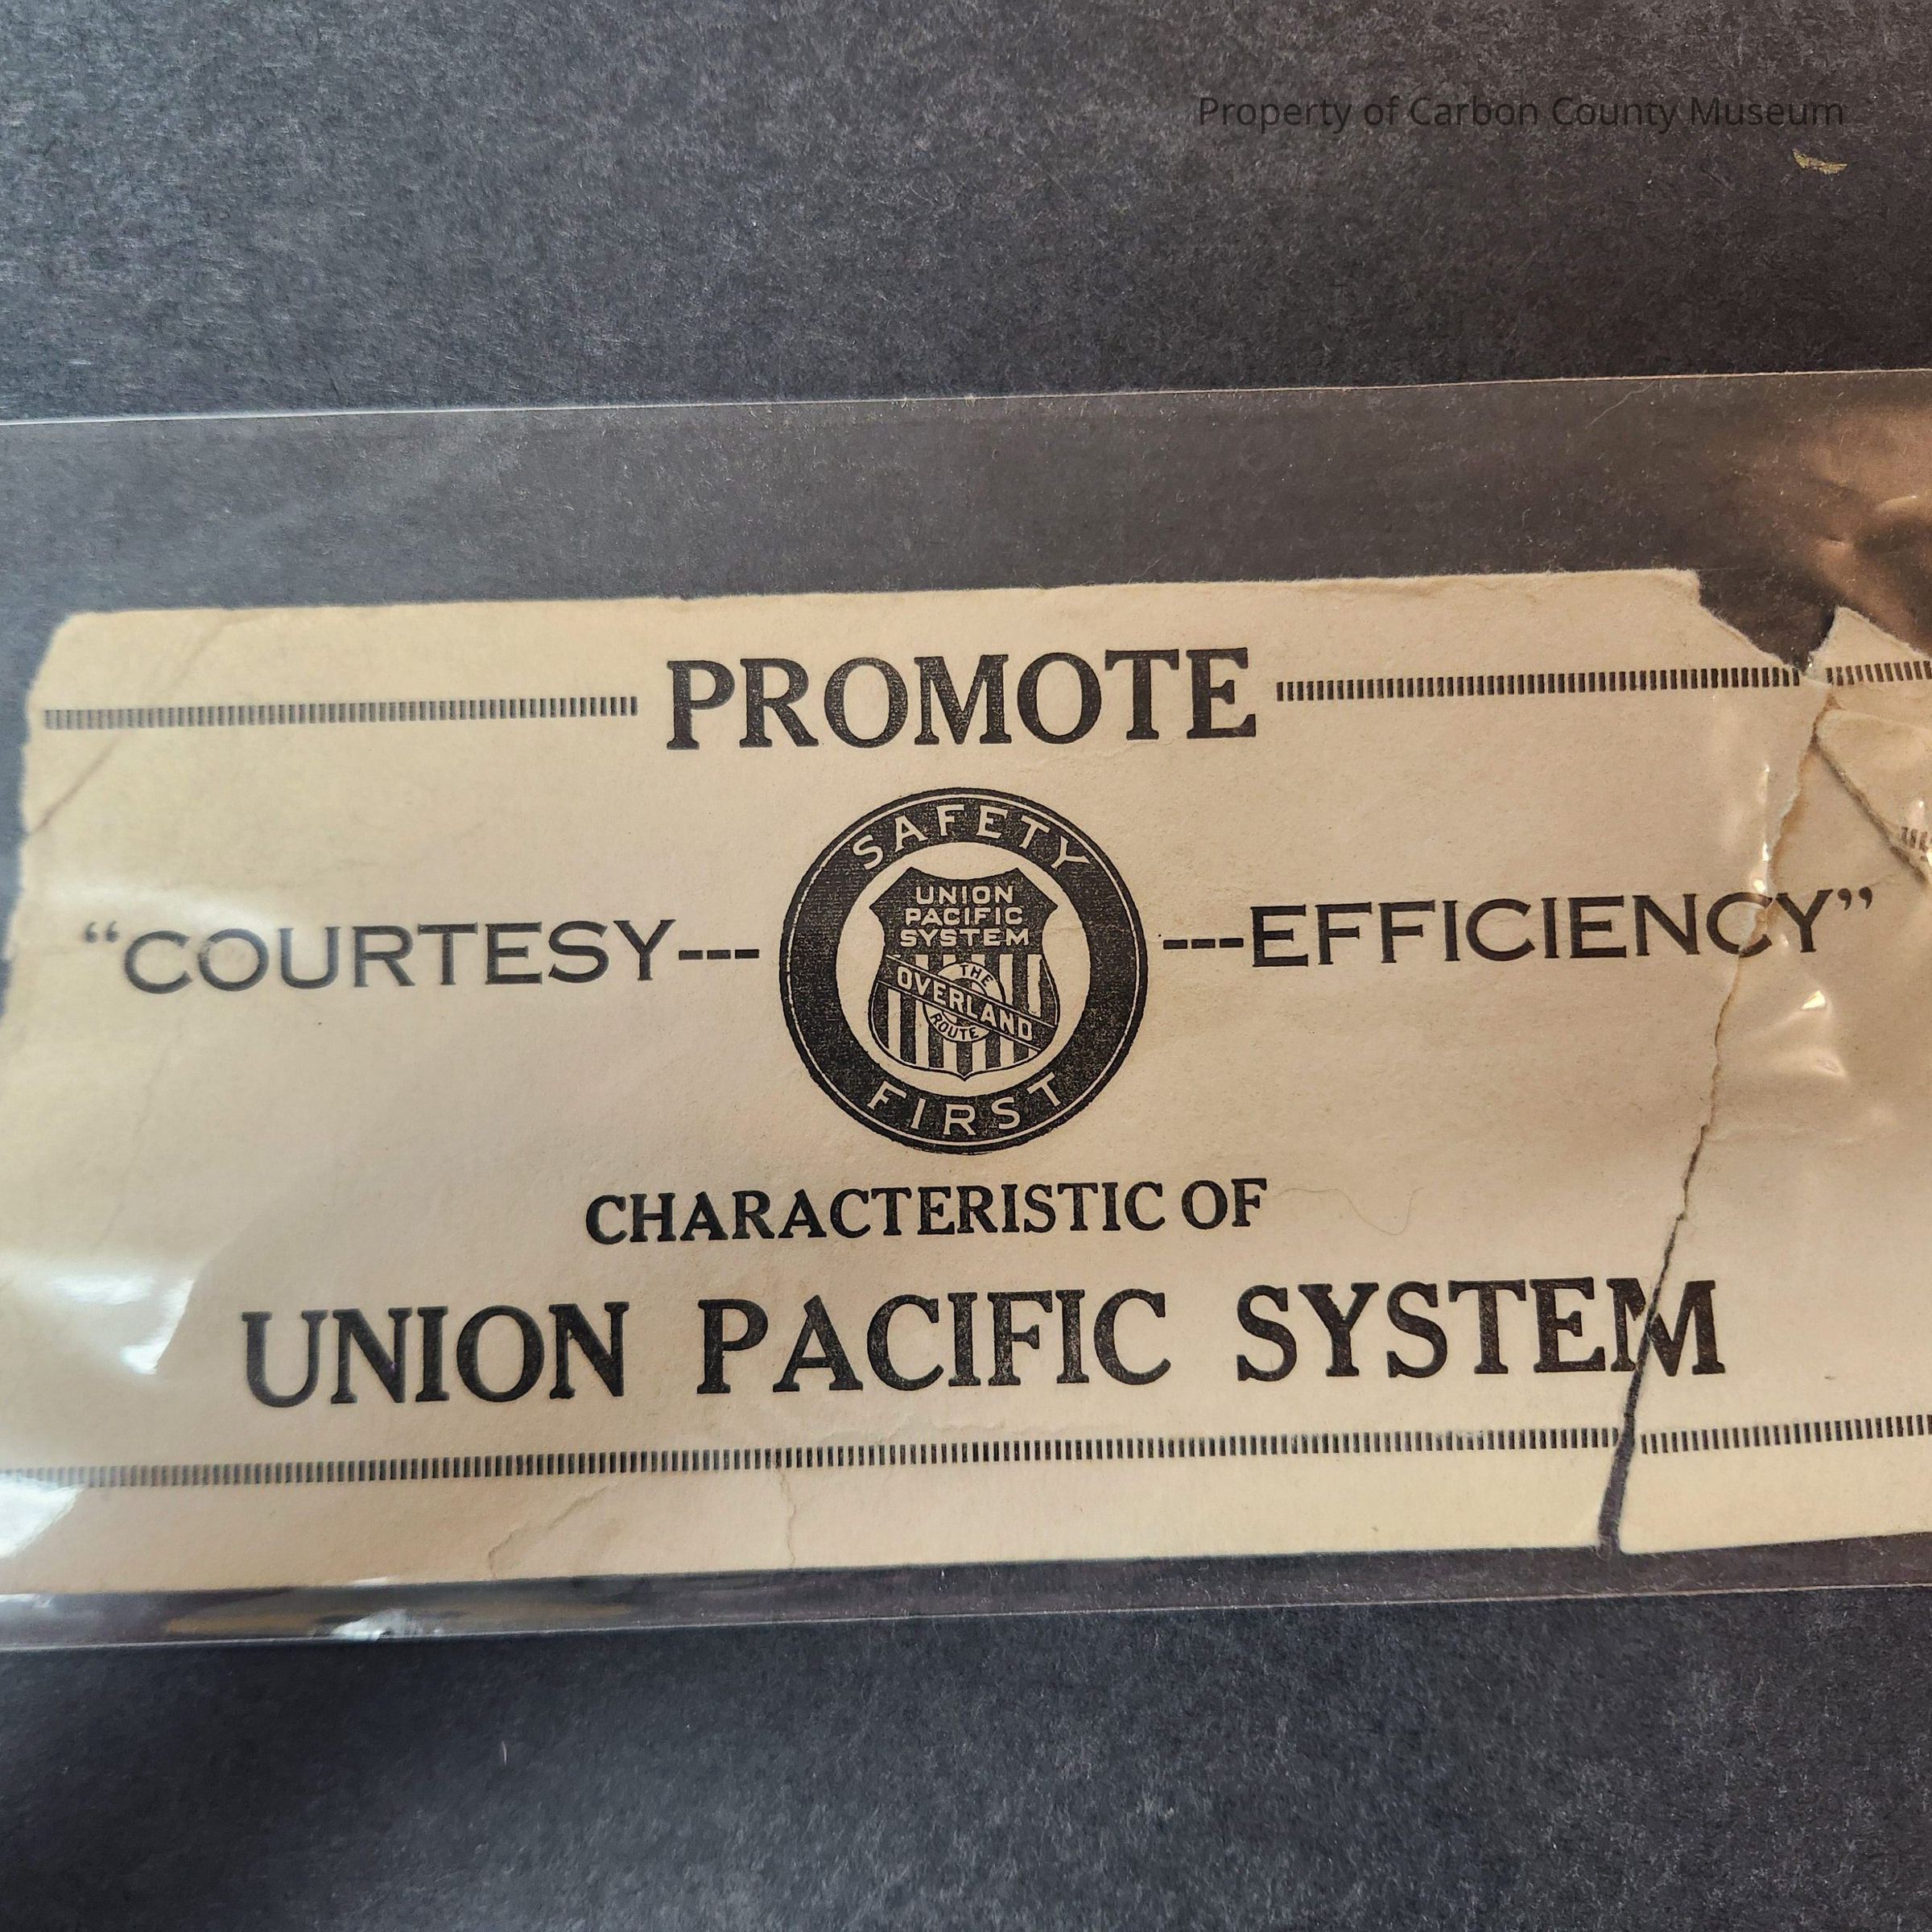 Property of Carbon County Museum
PROMOTE
SAFETY
UNION
PACIFIC
SYSTEM
THE
OVERLAND
ROUTE
FIRST
“COURTESY---
---EFFICIENCY”
CHARACTERISTIC OF
UNION PACIFIC SYSTEM